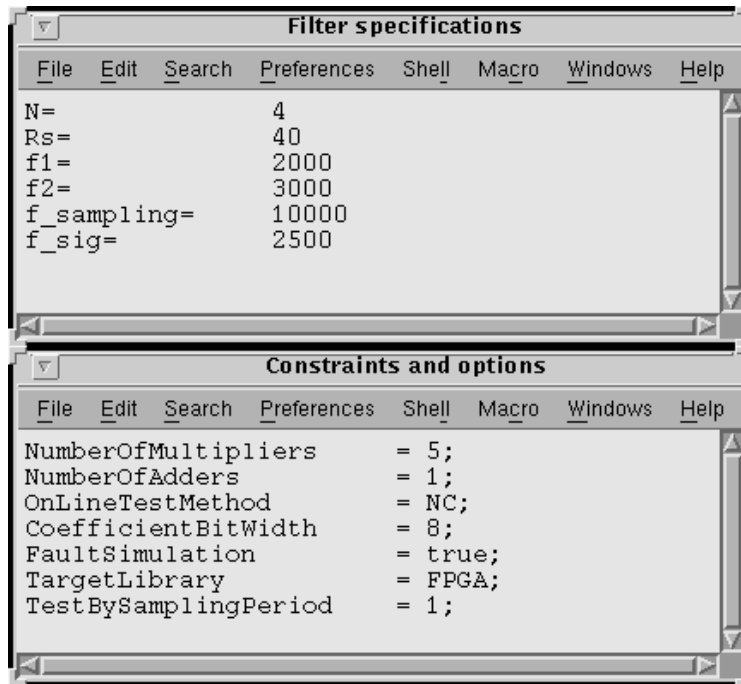 Filter specifications
File Edit Search Preferences Shell Macro Windows Help
N= 4
Rs= 40
f1= 2000
f2= 3000
f_sampling= 10000
f_sig= 2500
Constraints and options
File Edit Search Preferences Shell Macro Windows Help
NumberOfMultipliers = 5;
NumberOfAdders = 1;
OnLineTestMethod = NC;
CoefficientBitWidth = 8;
FaultSimulation = true;
TargetLibrary = FPGA;
TestBySamplingPeriod = 1;